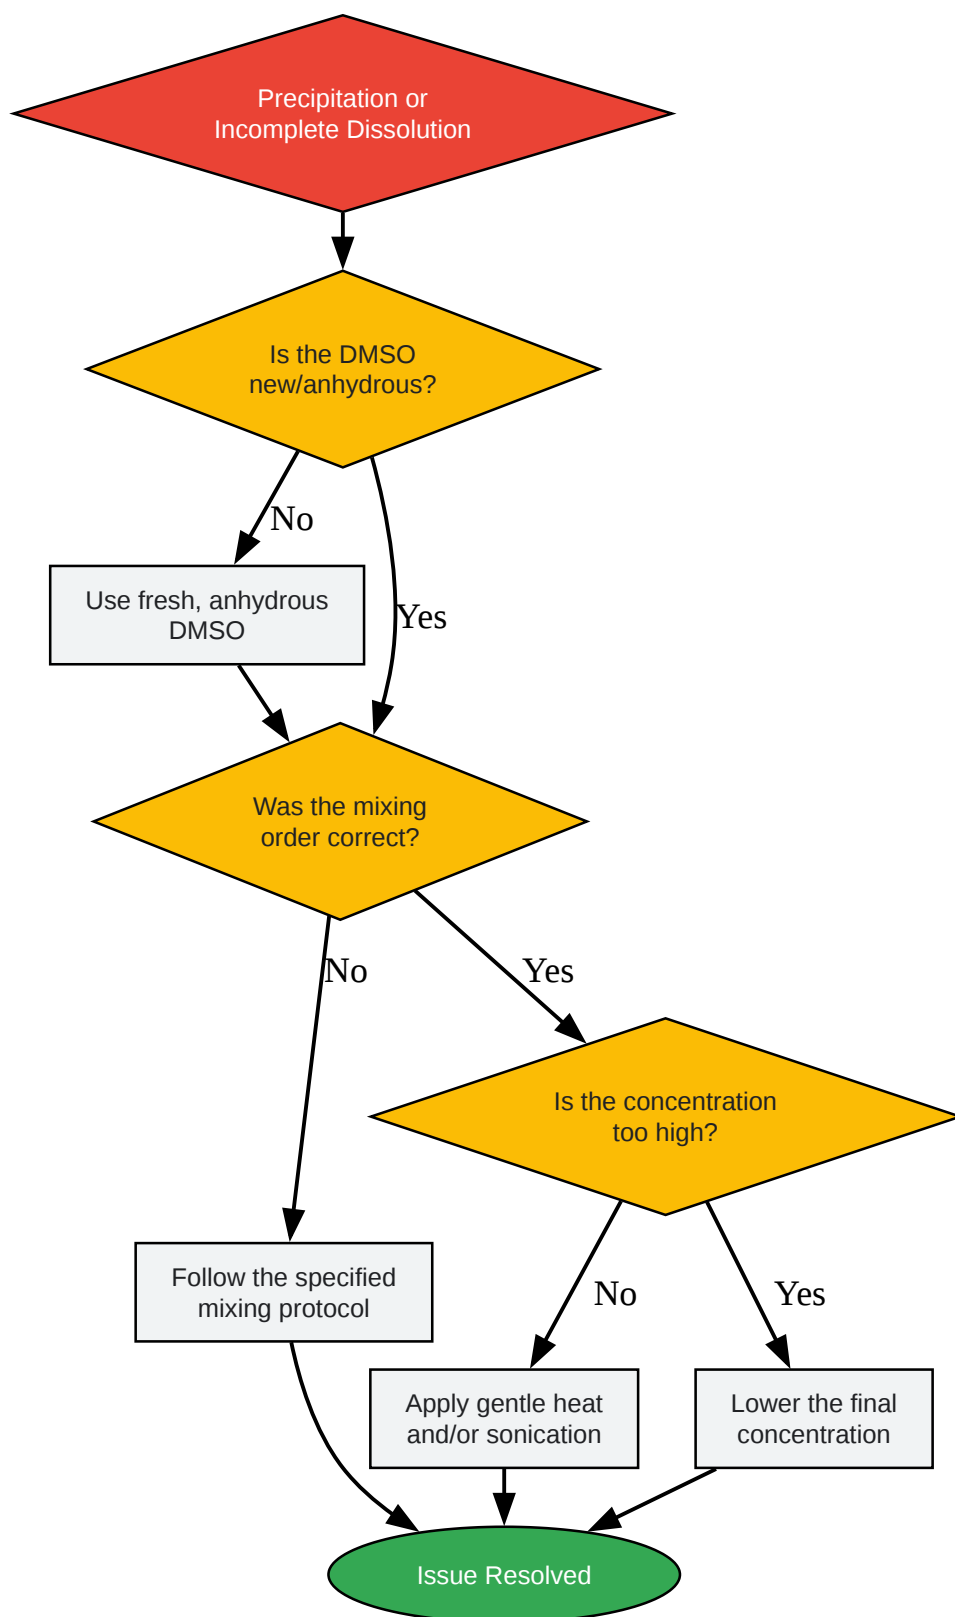 Precipitation or
Incomplete Dissolution
Is the DMSO
new/anhydrous?
No
Use fresh, anhydrous
DMSO
Yes
Was the mixing
order correct?
No
Yes
Is the concentration
too high?
Follow the specified
mixing protocol
No
Yes
Apply gentle heat
and/or sonication
Lower the final
concentration
Issue Resolved